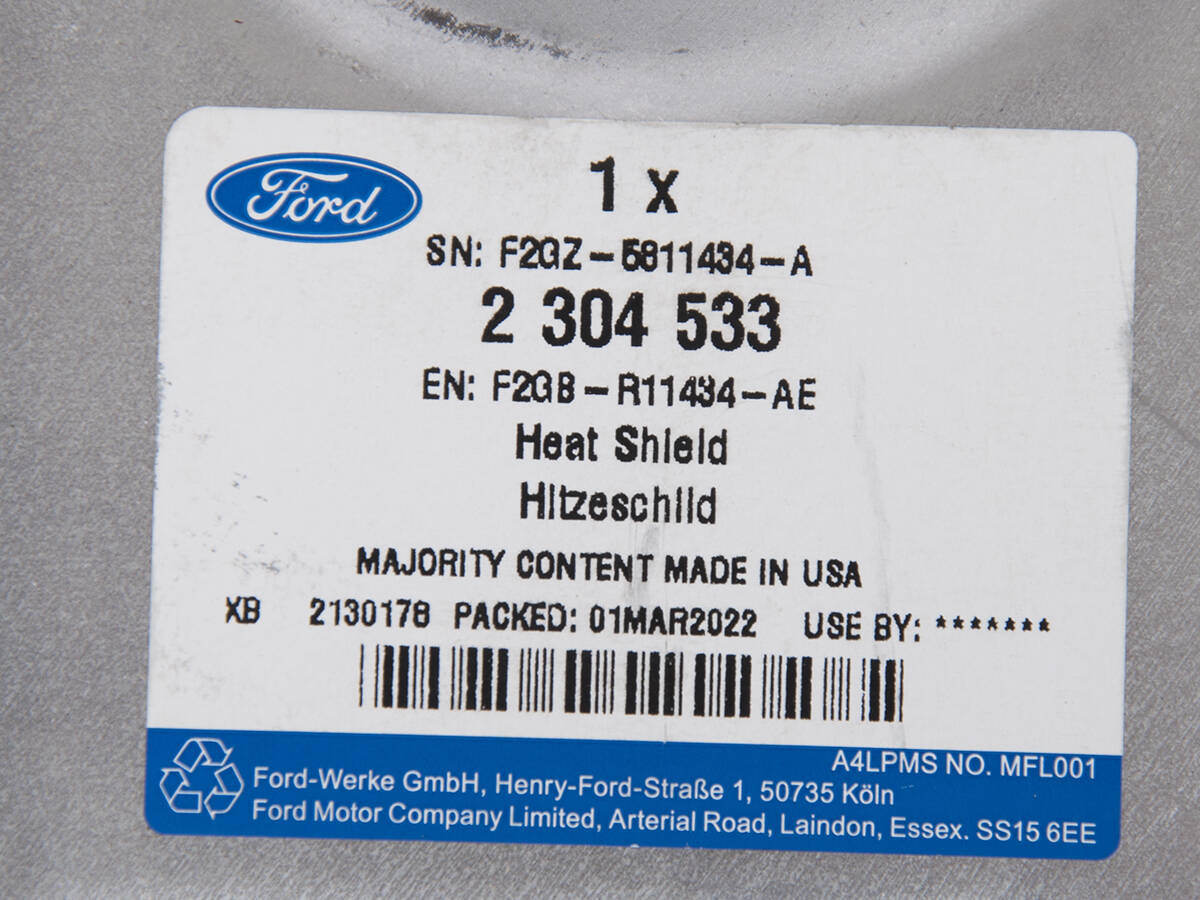 Ford
1 x
SN: F2GZ-5811434-A
2 304 533
EN: F2GB-R11434-AE
Heat Shield
Hitzeschild
MAJORITY CONTENT MADE IN USA
XB 2130178 PACKED: 01MAR2022 USE BY: *******
A4LPMS NO. MFL001
Ford-Werke GmbH, Henry-Ford-Straße 1, 50735 Köln
Ford Motor Company Limited, Arterial Road, Laindon, Essex. SS15 6EE